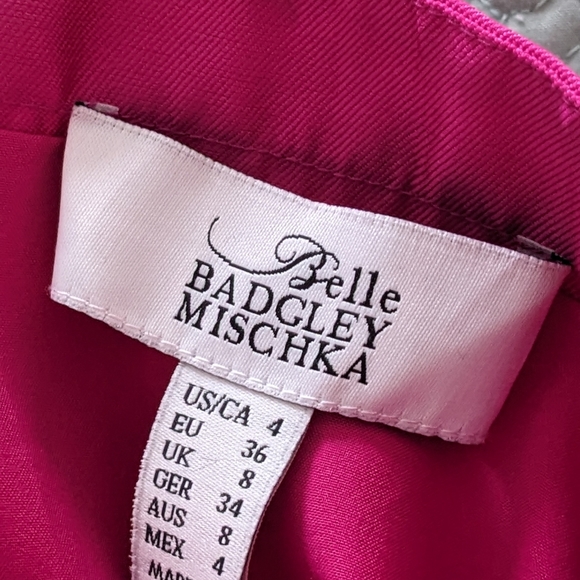 Belle
BADGLEY
MISCHKA
US/CA 4
EU 36
UK 8
GER 34
AUS 8
MEX 4